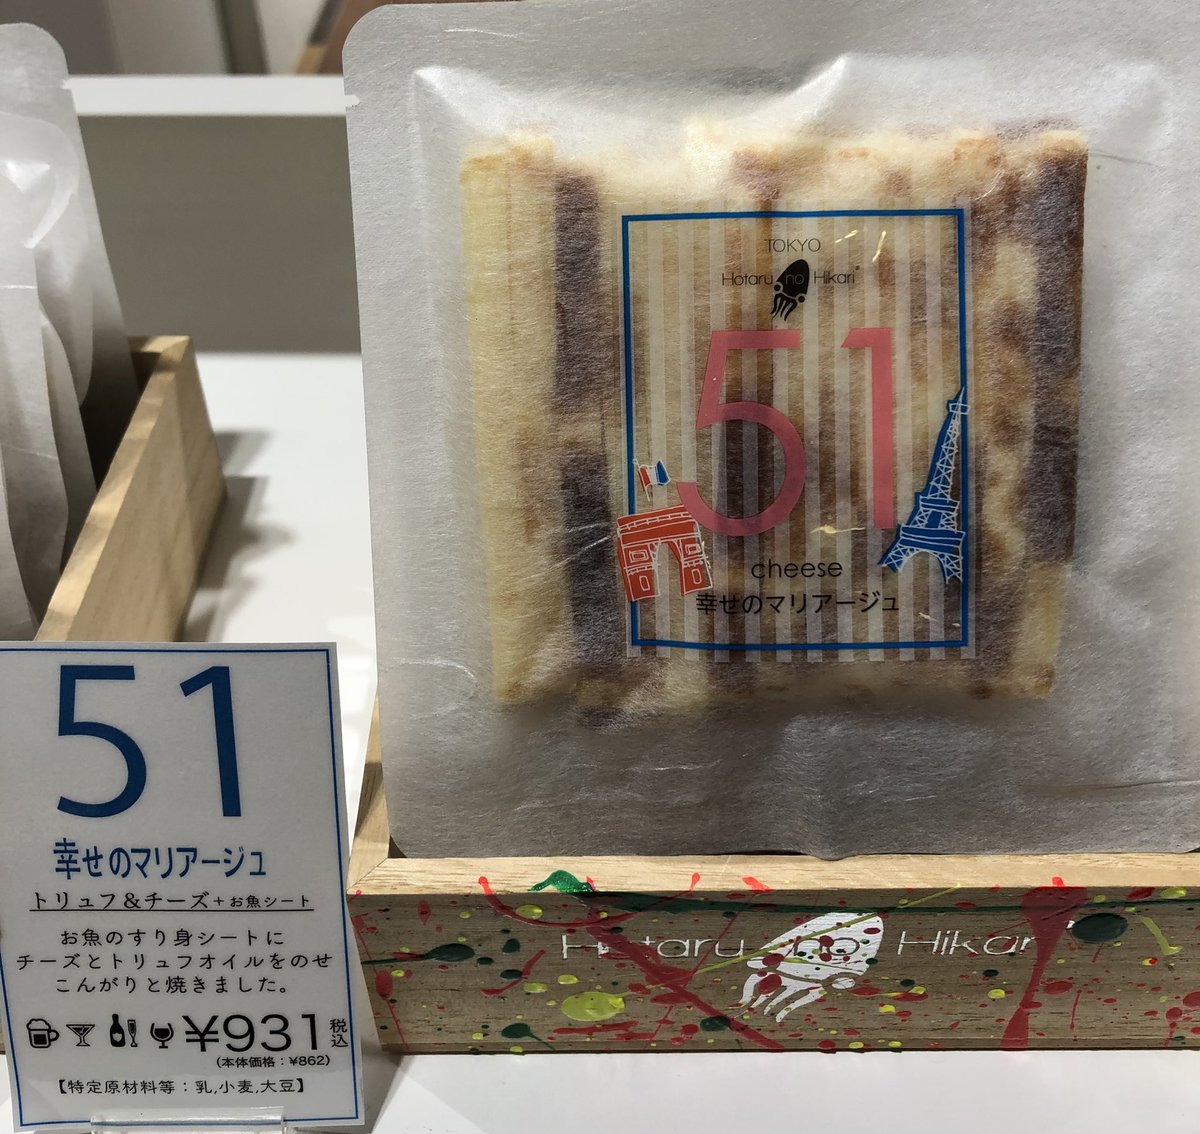 TOKYO
Hotaru no Hikari®
51
cheese
幸せのマリアージュ
51
幸せのマリアージュ
トリュフ&チーズ+お魚シート
お魚のすり身シートに
チーズとトリュフオイルをのせ
こんがりと焼きました。
¥931税込
(本体価格：¥862)
【特定原材料等：乳,小麦,大豆】
Hotaru no Hikari